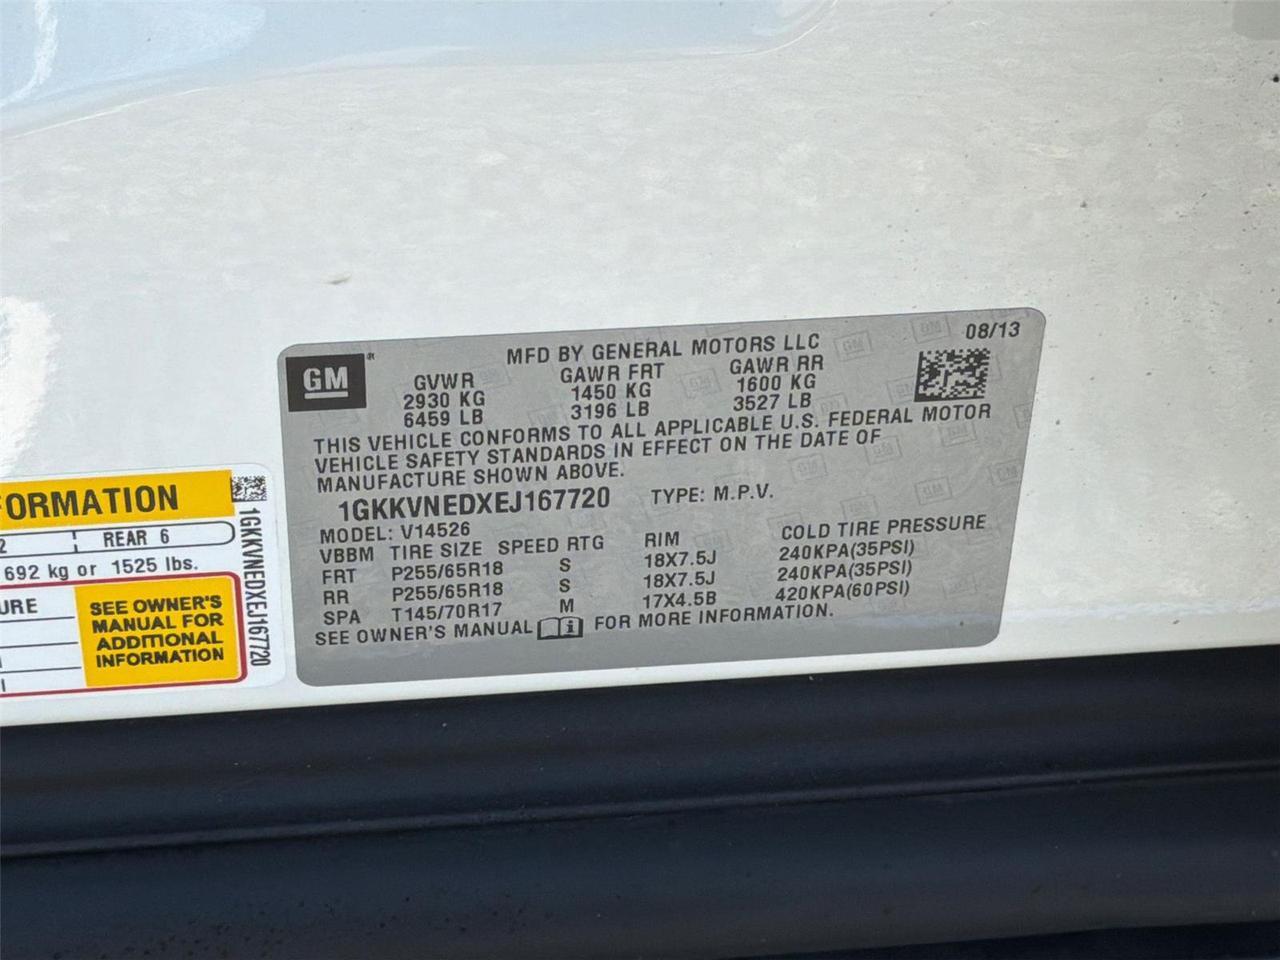 GM
MFD BY GENERAL MOTORS LLC
08/13
GVWR GAWR FRT GAWR RR
2930 KG 1450 KG 1600 KG
6459 LB 3196 LB 3527 LB
THIS VEHICLE CONFORMS TO ALL APPLICABLE U.S. FEDERAL MOTOR
VEHICLE SAFETY STANDARDS IN EFFECT ON THE DATE OF
MANUFACTURE SHOWN ABOVE.
1GKKVNEDXEJ167720 TYPE: M.P.V.
MODEL: V14526
VBBM TIRE SIZE SPEED RTG RIM COLD TIRE PRESSURE
FRT P255/65R18 S 18X7.5J 240KPA(35PSI)
RR P255/65R18 S 18X7.5J 240KPA(35PSI)
SPA T145/70R17 M 17X4.5B 420KPA(60PSI)
SEE OWNER'S MANUAL FOR MORE INFORMATION.
FORMATION
2 REAR 6
692 kg or 1525 lbs.
URE
SEE OWNER'S
MANUAL FOR
ADDITIONAL
INFORMATION
1GKKVNEDXEJ167720